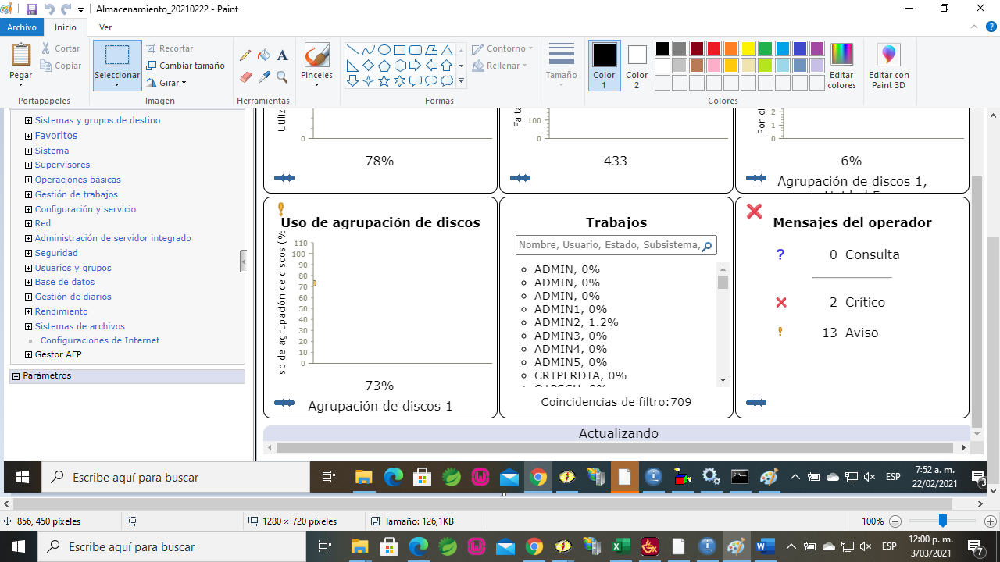 Almacenamiento_20210222 - Paint
Archivo Inicio Ver
Pegar
Cortar
Copiar
Portapapeles
Seleccionar
Recortar
Cambiar tamaño
Girar
Imagen
Herramientas
Pinceles
Contorno
Rellenar
Formas
Tamaño
Color 1
Color 2
Editar colores
Colores
Editar con Paint 3D
Sistemas y grupos de destino
Favoritos
Sistema
Supervisores
Operaciones básicas
Gestión de trabajos
Configuración y servicio
Red
Administración de servidor integrado
Seguridad
Usuarios y grupos
Base de datos
Gestión de diarios
Rendimiento
Sistemas de archivos
Configuraciones de Internet
Gestor AFP
Parámetros
Utiliz
0
78%
Falta
100
0
433
Por cl
2
1
0
6%
Agrupación de discos 1,
Uso de agrupación de discos
so de agrupación de discos (%
110
100
90
80
70
60
50
40
30
20
10
0
73%
Agrupación de discos 1
Trabajos
Nombre, Usuario, Estado, Subsistema,
ADMIN, 0%
ADMIN, 0%
ADMIN, 0%
ADMIN1, 0%
ADMIN2, 1.2%
ADMIN3, 0%
ADMIN4, 0%
ADMIN5, 0%
CRTPFRDTA, 0%
Coincidencias de filtro:709
Mensajes del operador
? 0 Consulta
2 Crítico
13 Aviso
Actualizando
Escribe aquí para buscar
ESP
7:52 a. m.
22/02/2021
3
856, 450 píxeles
1280 × 720 píxeles
Tamaño: 126,1KB
100%
Escribe aquí para buscar
ESP
12:00 p. m.
3/03/2021
7